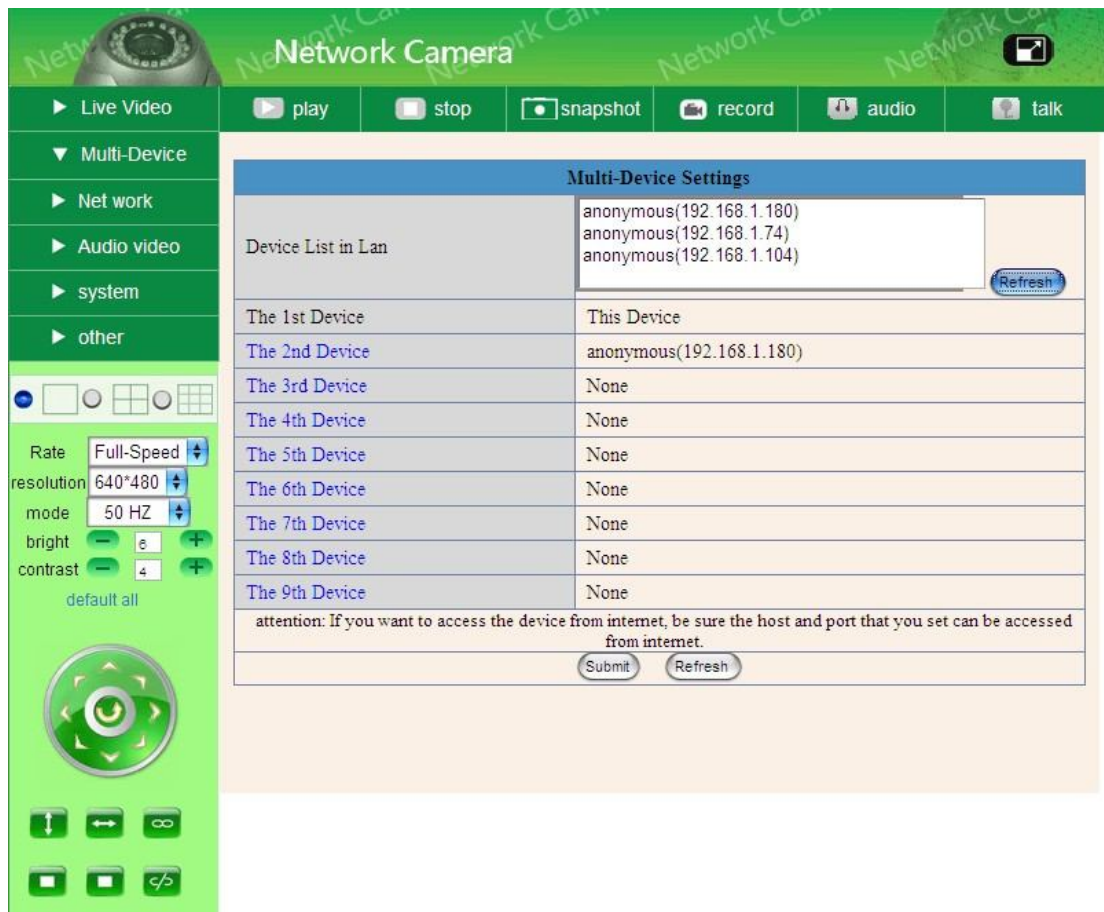 Network Camera
Network Camera Network Camera Network Camera
Live Video
play stop snapshot record audio talk
Multi-Device
Net work
Audio video
system
other
Rate Full-Speed
resolution 640*480
mode 50 HZ
bright 6
contrast 4
default all
Multi-Device Settings
Device List in Lan
anonymous(192.168.1.180)
anonymous(192.168.1.74)
anonymous(192.168.1.104)
Refresh
The 1st Device This Device
The 2nd Device anonymous(192.168.1.180)
The 3rd Device None
The 4th Device None
The 5th Device None
The 6th Device None
The 7th Device None
The 8th Device None
The 9th Device None
attention: If you want to access the device from internet, be sure the host and port that you set can be accessed
from internet.
Submit Refresh